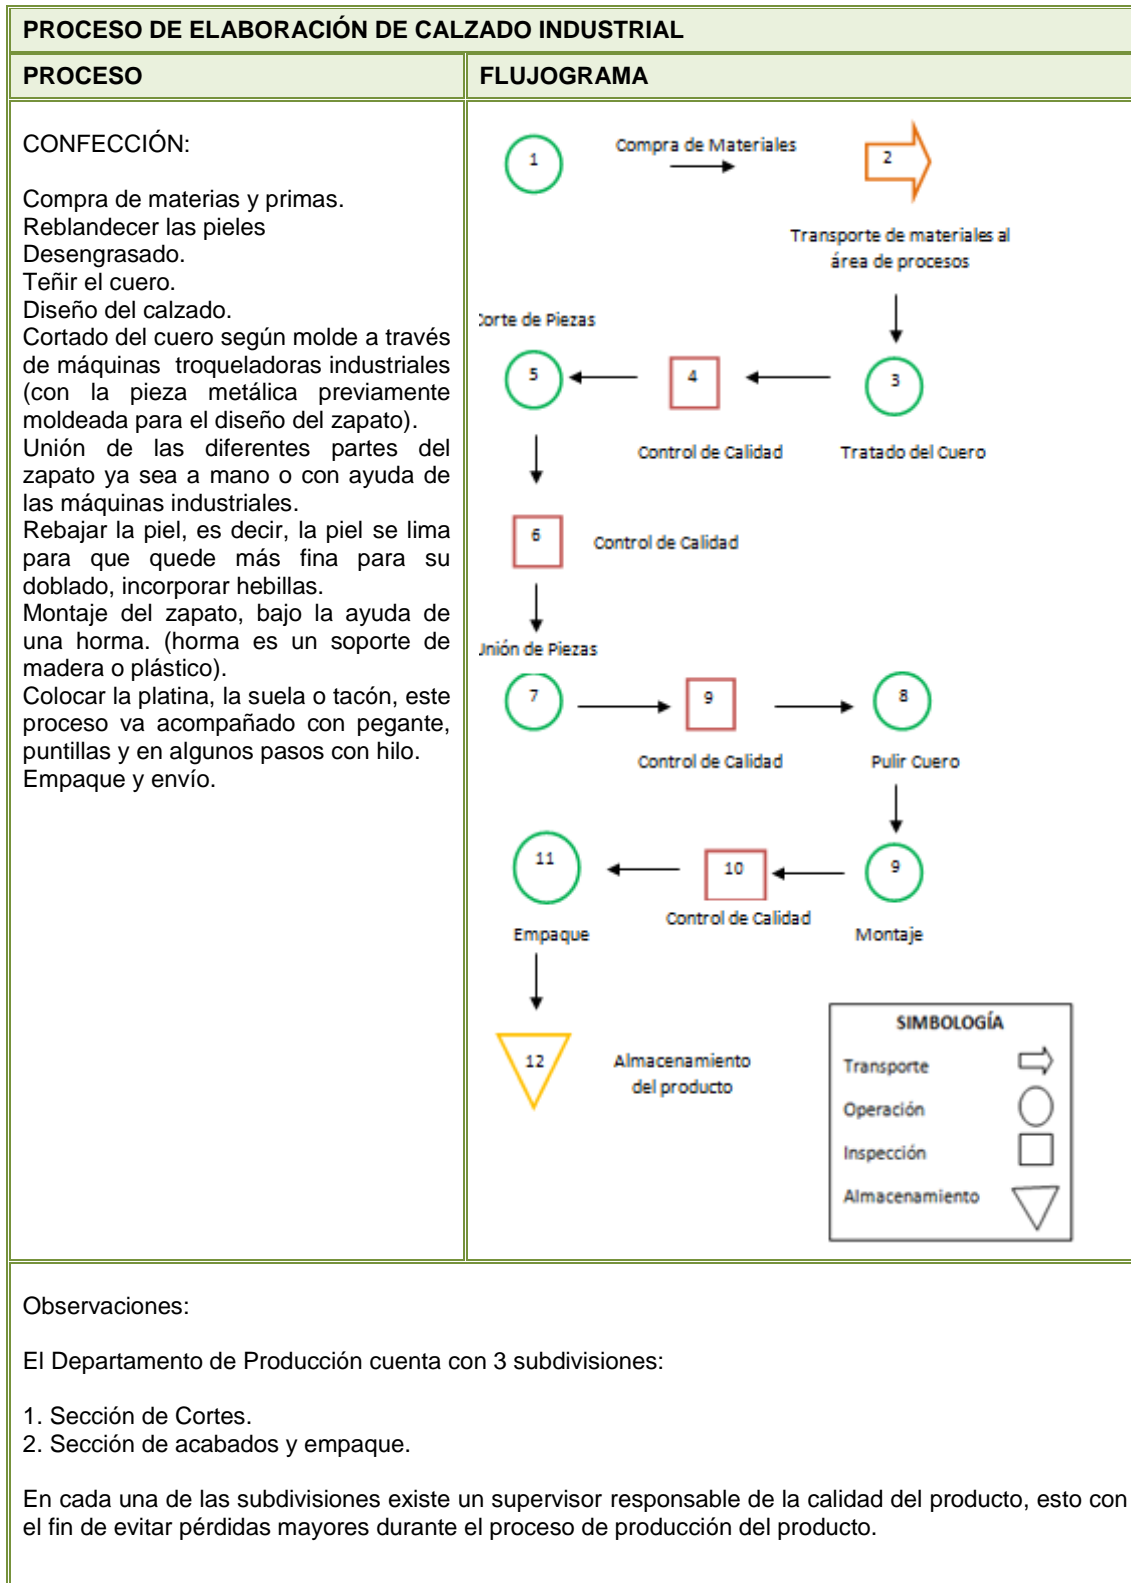 PROCESO DE ELABORACIÓN DE CALZADO INDUSTRIAL
PROCESO
FLUJOGRAMA
CONFECCIÓN:
Compra de materias y primas.
Reblandecer las pieles
Desengrasado.
Teñir el cuero.
Diseño del calzado.
Cortado del cuero según molde a través
de máquinas troqueladoras industriales
(con la pieza metálica previamente
moldeada para el diseño del zapato).
Unión de las diferentes partes del
zapato ya sea a mano o con ayuda de
las máquinas industriales.
Rebajar la piel, es decir, la piel se lima
para que quede más fina para su
doblado, incorporar hebillas.
Montaje del zapato, bajo la ayuda de
una horma. (horma es un soporte de
madera o plástico).
Colocar la platina, la suela o tacón, este
proceso va acompañado con pegante,
puntillas y en algunos pasos con hilo.
Empaque y envío.
1
Compra de Materiales
2
Transporte de materiales al
área de procesos
Corte de Piezas
5
4
3
Control de Calidad
Tratado del Cuero
6
Control de Calidad
Unión de Piezas
7
9
8
Control de Calidad
Pulir Cuero
11
10
9
Control de Calidad
Empaque
Montaje
12
Almacenamiento
del producto
SIMBOLOGÍA
Transporte
Operación
Inspección
Almacenamiento
Observaciones:
El Departamento de Producción cuenta con 3 subdivisiones:
1. Sección de Cortes.
2. Sección de acabados y empaque.
En cada una de las subdivisiones existe un supervisor responsable de la calidad del producto, esto con
el fin de evitar pérdidas mayores durante el proceso de producción del producto.